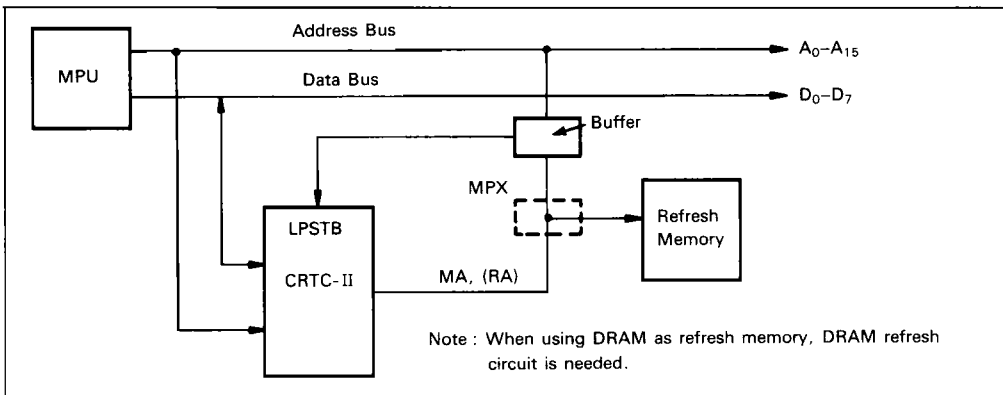 Address Bus
A0–A15
MPU
Data Bus
D0–D7
Buffer
MPX
Refresh
Memory
LPSTB
CRTC-II
MA, (RA)
Note : When using DRAM as refresh memory, DRAM refresh
circuit is needed.